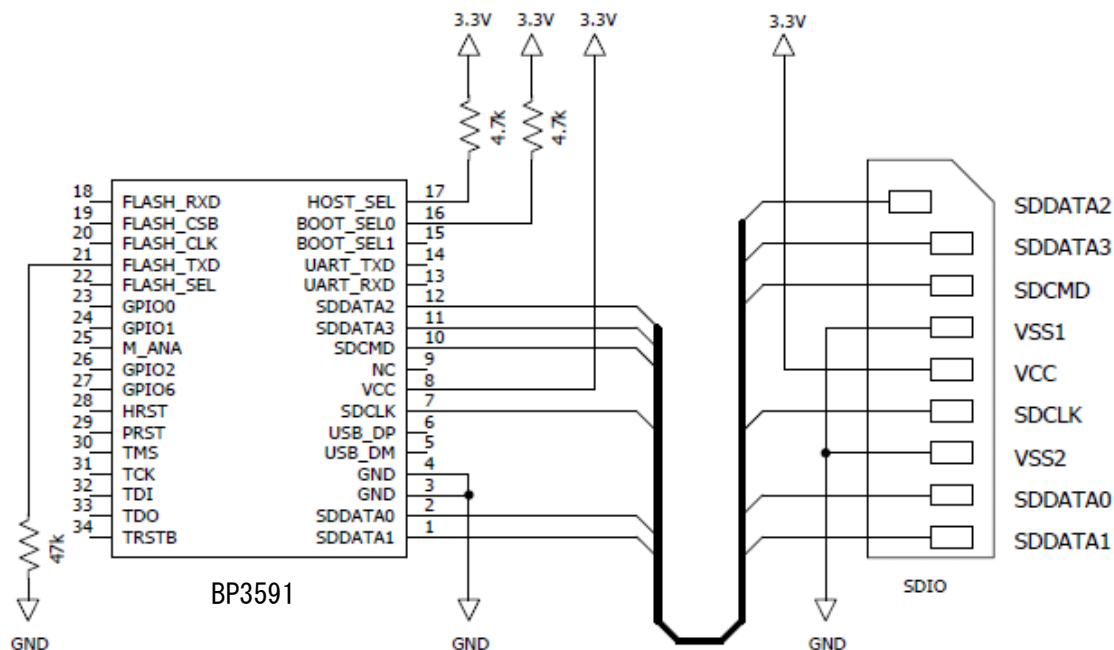 3.3V 3.3V 3.3V 3.3V
4.7k 4.7k
18 FLASH_RXD HOST_SEL 17
19 FLASH_CSB BOOT_SEL0 16
20 FLASH_CLK BOOT_SEL1 15
21 FLASH_TXD UART_TXD 14
22 FLASH_SEL UART_RXD 13
23 GPIO0 SDDATA2 12
24 GPIO1 SDDATA3 11
25 M_ANA SDCMD 10
26 GPIO2 NC 9
27 GPIO6 VCC 8
28 HRST SDCLK 7
29 PRST USB_DP 6
30 TMS USB_DM 5
31 TCK GND 4
32 TDI GND 3
33 TDO SDDATA0 2
34 TRSTB SDDATA1 1
47k
BP3591
GND GND GND
SDDATA2
SDDATA3
SDCMD
VSS1
VCC
SDCLK
VSS2
SDDATA0
SDDATA1
SDIO